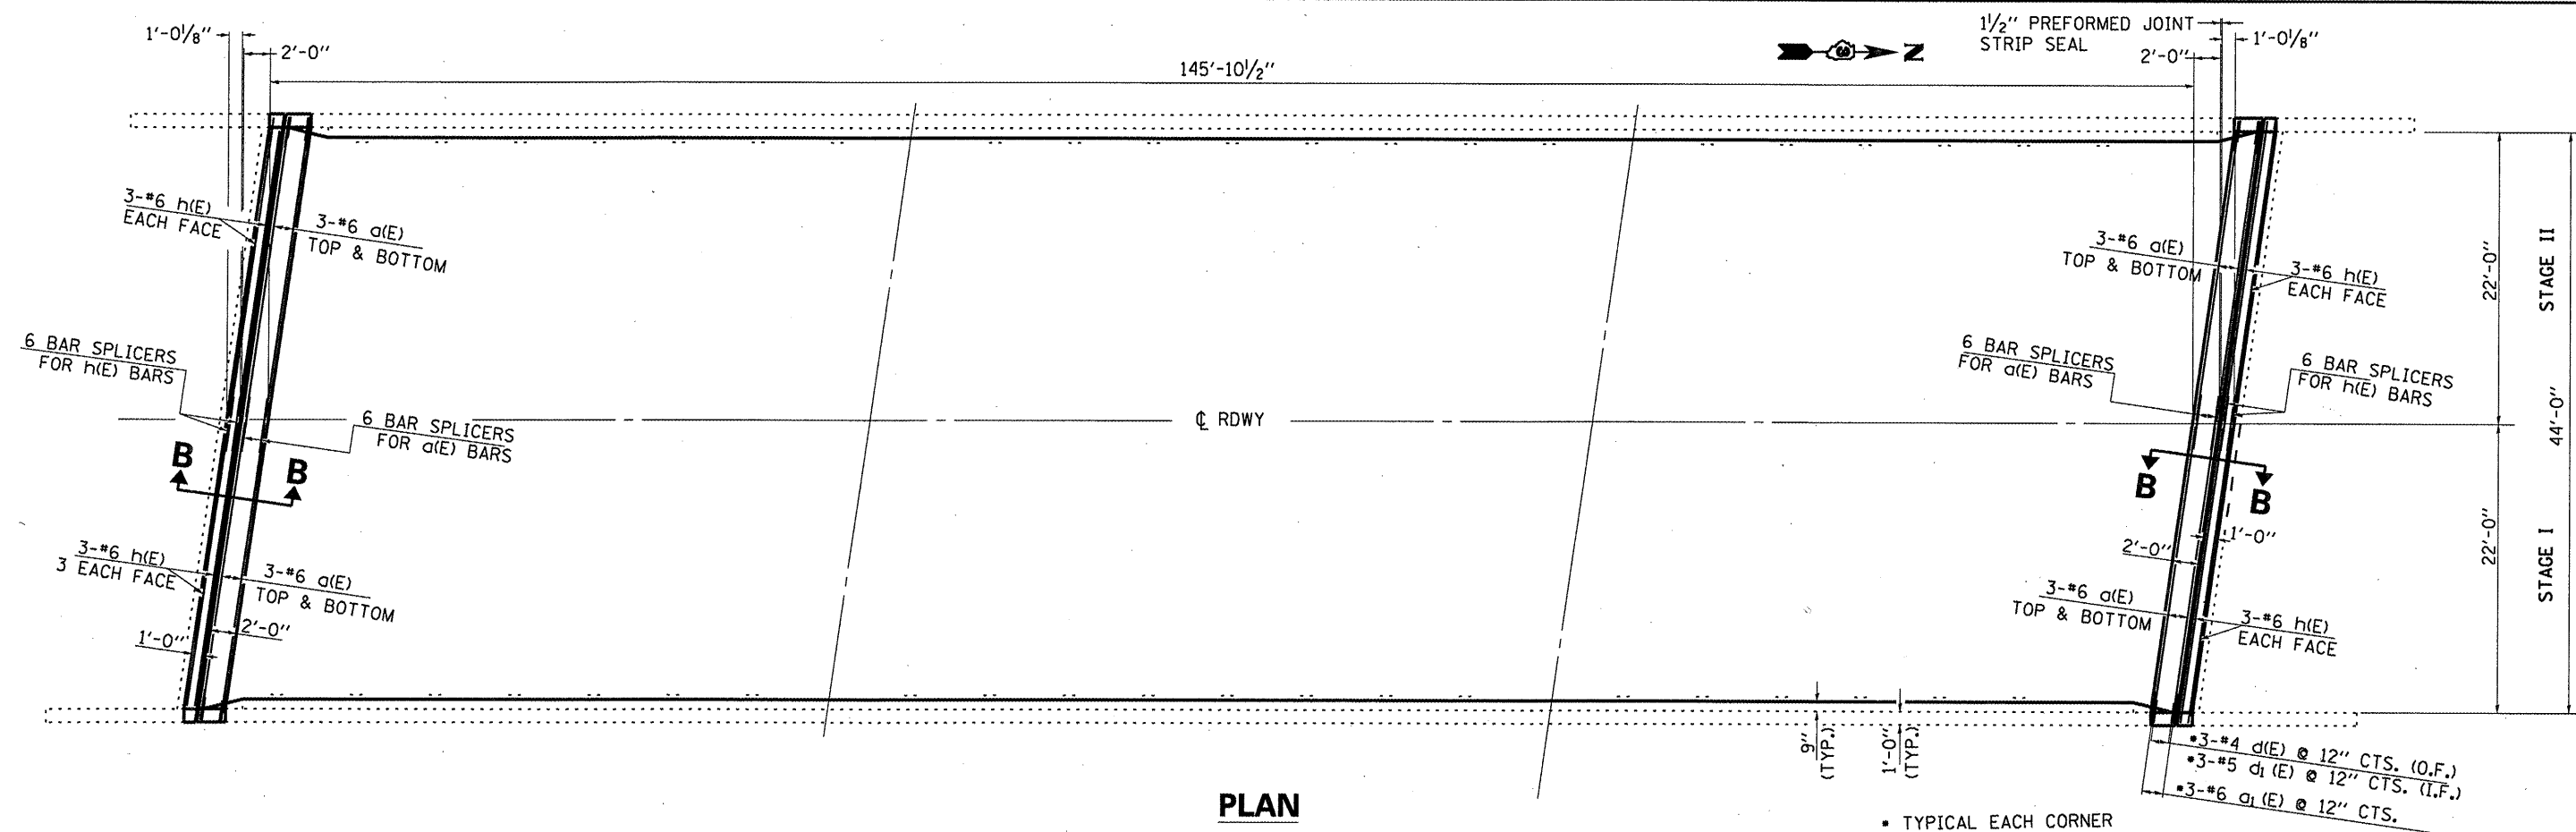 1'-0⅛"
2'-0"
145'-10½"
N
1½" PREFORMED JOINT
STRIP SEAL
2'-0"
1'-0⅛"
3-#6 h(E)
EACH FACE
3-#6 a(E)
TOP & BOTTOM
3-#6 a(E)
TOP & BOTTOM
3-#6 h(E)
EACH FACE
22'-0"
STAGE II
6 BAR SPLICERS
FOR h(E) BARS
6 BAR SPLICERS
FOR a(E) BARS
℄ RDWY
6 BAR SPLICERS
FOR a(E) BARS
6 BAR SPLICERS
FOR h(E) BARS
44'-0"
B
B
B
B
3-#6 h(E)
3 EACH FACE
3-#6 a(E)
TOP & BOTTOM
1'-0"
2'-0"
2'-0"
1'-0"
3-#6 a(E)
TOP & BOTTOM
3-#6 h(E)
EACH FACE
22'-0"
STAGE I
9"
(TYP.)
1'-0"
(TYP.)
*3-#4 d(E) @ 12" CTS. (O.F.)
*3-#5 d₁(E) @ 12" CTS. (I.F.)
*3-#6 a₁(E) @ 12" CTS.
PLAN
* TYPICAL EACH CORNER